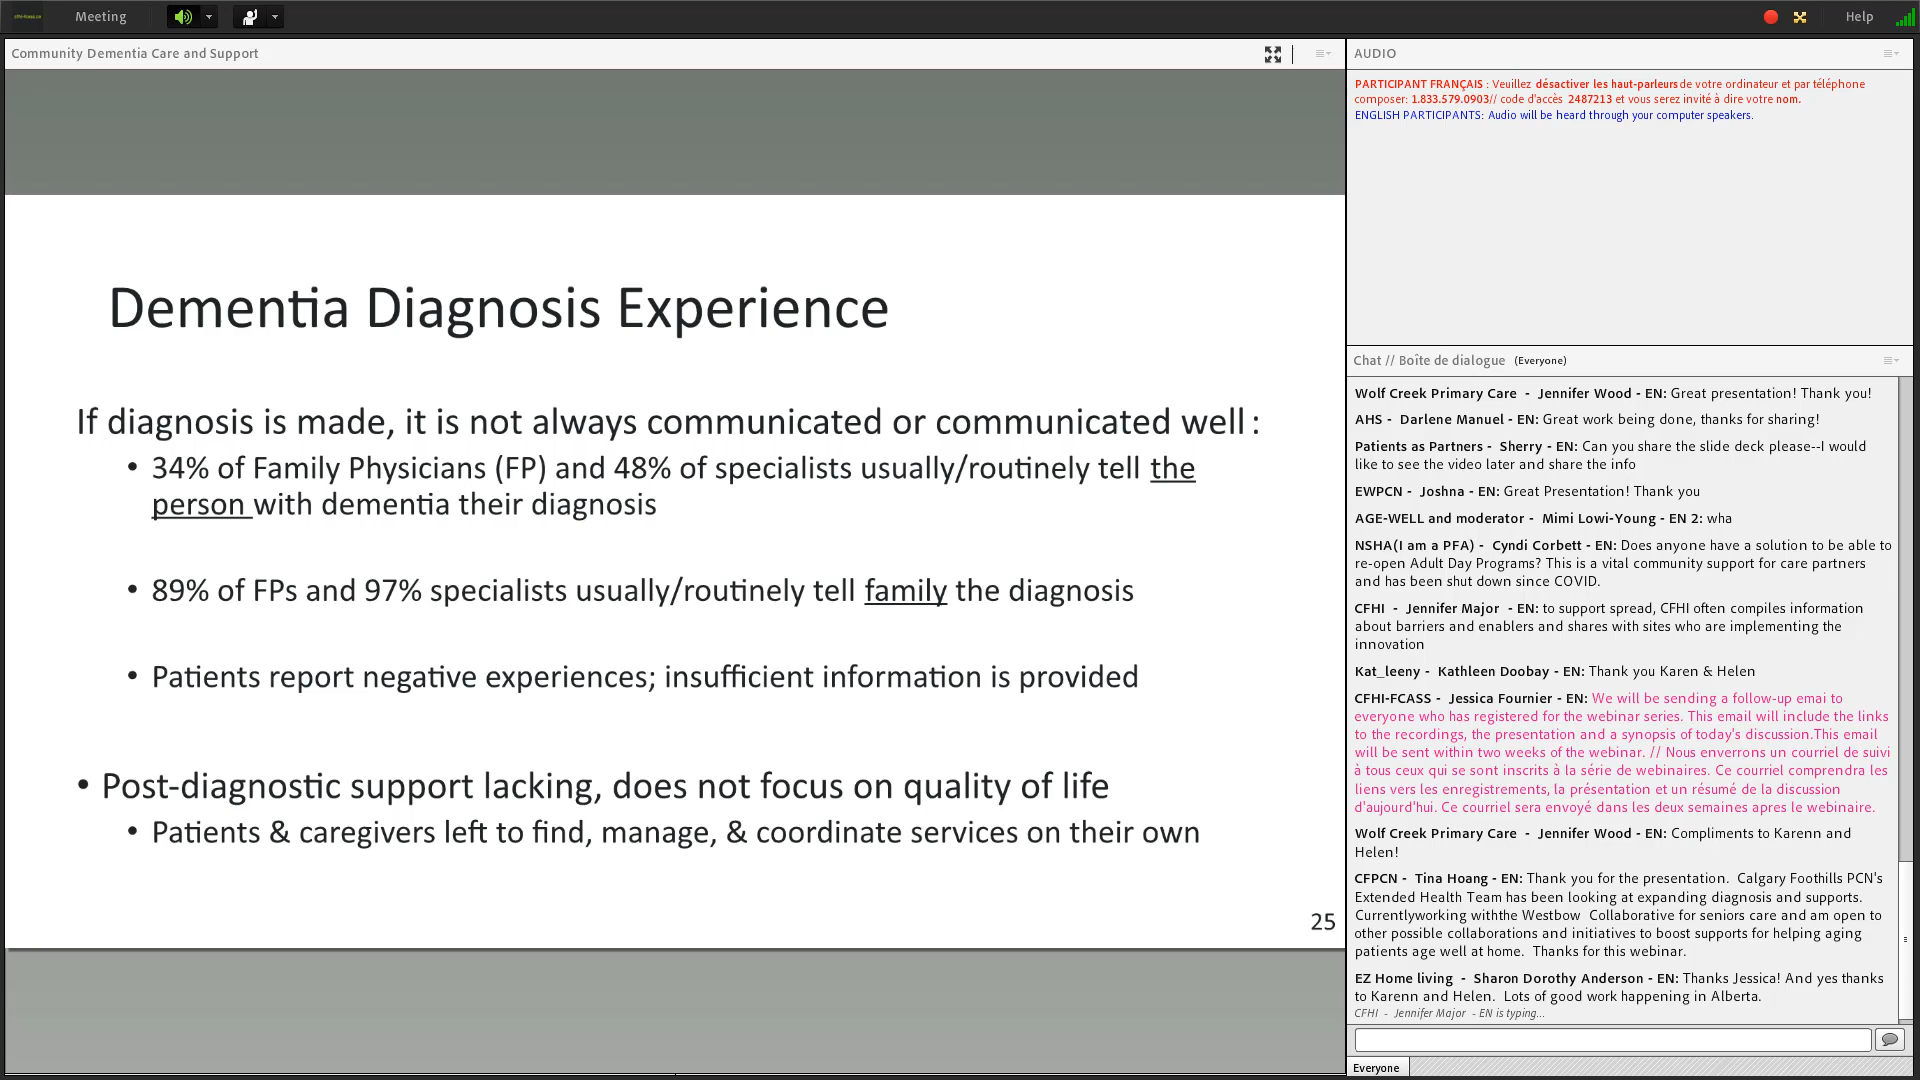 cfhi-fcass.ca
Meeting
Help
Community Dementia Care and Support
Dementia Diagnosis Experience
If diagnosis is made, it is not always communicated or communicated well :
• 34% of Family Physicians (FP) and 48% of specialists usually/routinely tell the
person with dementia their diagnosis
• 89% of FPs and 97% specialists usually/routinely tell family the diagnosis
• Patients report negative experiences; insufficient information is provided
• Post-diagnostic support lacking, does not focus on quality of life
• Patients & caregivers left to find, manage, & coordinate services on their own
25
AUDIO
PARTICIPANT FRANÇAIS : Veuillez désactiver les haut-parleurs de votre ordinateur et par téléphone
composer: 1.833.579.0903// code d'accès 2487213 et vous serez invité à dire votre nom.
ENGLISH PARTICIPANTS: Audio will be heard through your computer speakers.
Chat // Boîte de dialogue (Everyone)
Wolf Creek Primary Care - Jennifer Wood - EN: Great presentation! Thank you!
AHS - Darlene Manuel - EN: Great work being done, thanks for sharing!
Patients as Partners - Sherry - EN: Can you share the slide deck please--I would
like to see the video later and share the info
EWPCN - Joshna - EN: Great Presentation! Thank you
AGE-WELL and moderator - Mimi Lowi-Young - EN 2: wha
NSHA(I am a PFA) - Cyndi Corbett - EN: Does anyone have a solution to be able to
re-open Adult Day Programs? This is a vital community support for care partners
and has been shut down since COVID.
CFHI - Jennifer Major - EN: to support spread, CFHI often compiles information
about barriers and enablers and shares with sites who are implementing the
innovation
Kat_leeny - Kathleen Doobay - EN: Thank you Karen & Helen
CFHI-FCASS - Jessica Fournier - EN: We will be sending a follow-up emai to
everyone who has registered for the webinar series. This email will include the links
to the recordings, the presentation and a synopsis of today's discussion.This email
will be sent within two weeks of the webinar. // Nous enverrons un courriel de suivi
à tous ceux qui se sont inscrits à la série de webinaires. Ce courriel comprendra les
liens vers les enregistrements, la présentation et un résumé de la discussion
d'aujourd'hui. Ce courriel sera envoyé dans les deux semaines apres le webinaire.
Wolf Creek Primary Care - Jennifer Wood - EN: Compliments to Karenn and
Helen!
CFPCN - Tina Hoang - EN: Thank you for the presentation. Calgary Foothills PCN's
Extended Health Team has been looking at expanding diagnosis and supports.
Currentlyworking withthe Westbow Collaborative for seniors care and am open to
other possible collaborations and initiatives to boost supports for helping aging
patients age well at home. Thanks for this webinar.
EZ Home living - Sharon Dorothy Anderson - EN: Thanks Jessica! And yes thanks
to Karenn and Helen. Lots of good work happening in Alberta.
CFHI - Jennifer Major - EN is typing...
Everyone